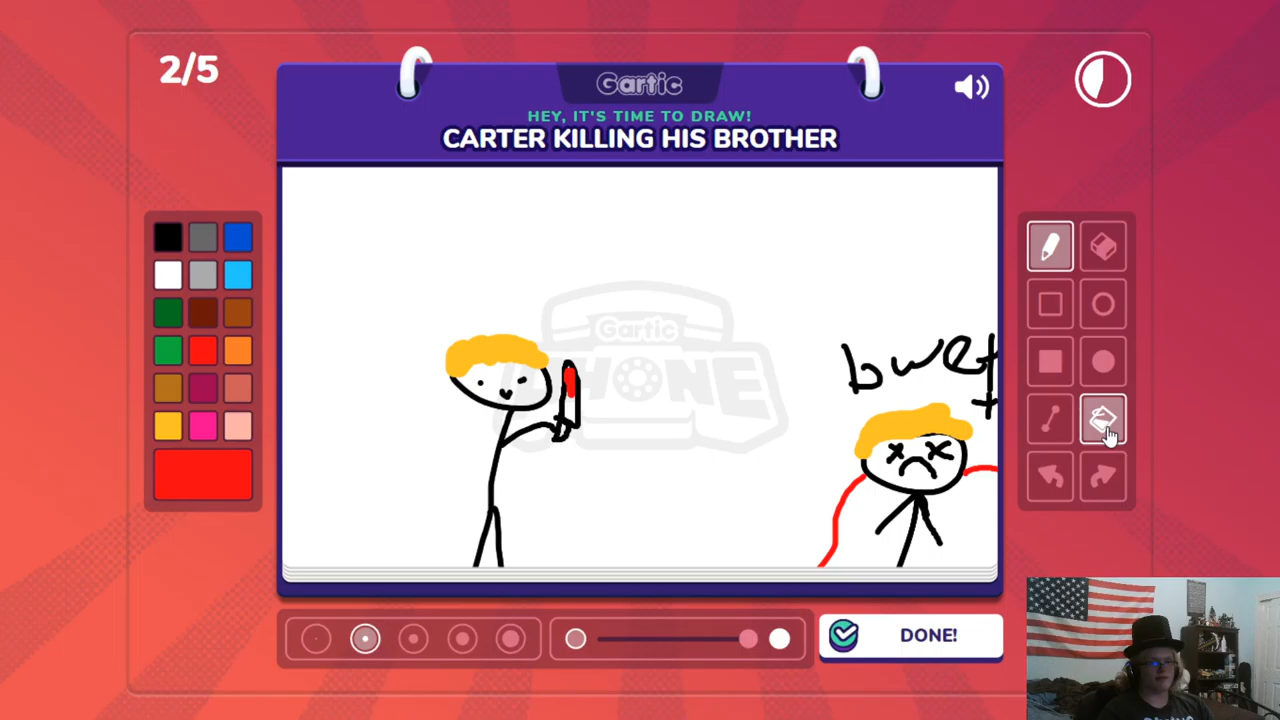 2/5
Gartic
HEY, IT'S TIME TO DRAW!
CARTER KILLING HIS BROTHER
Gartic
PHONE
DONE!